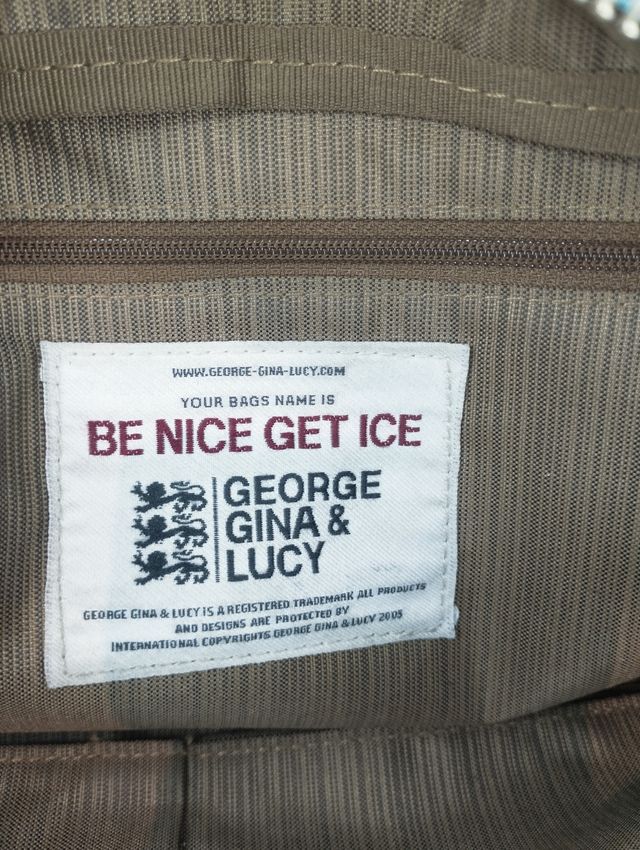 WWW.GEORGE-GINA-LUCY.COM
YOUR BAGS NAME IS
BE NICE GET ICE
GEORGE
GINA &
LUCY
GEORGE GINA & LUCY IS A REGISTERED TRADEMARK ALL PRODUCTS
AND DESIGNS ARE PROTECTED BY
INTERNATIONAL COPYRIGHTS GEORGE GINA & LUCY 2005